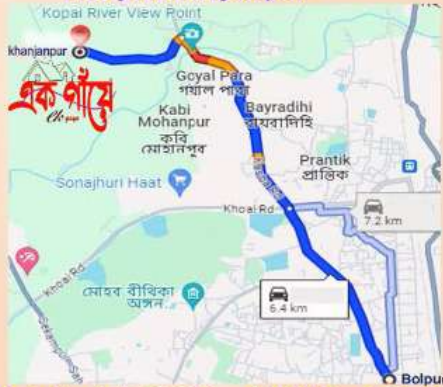 Kopai River View Point
khanjanpur
এক গাঁয়ে
Goyal Para
গয়াল পাড়া
Kabi
Mohanpur
কবি
মোহানপুর
Bayradihi
বায়রাদিহি
Prantik
প্রান্তিক
Sonajhuri Haat
Khoai Rd
7.2 km
Khoai Rd
মোহর বীথিকা
অঙ্গন...
6.4 km
Bolpu